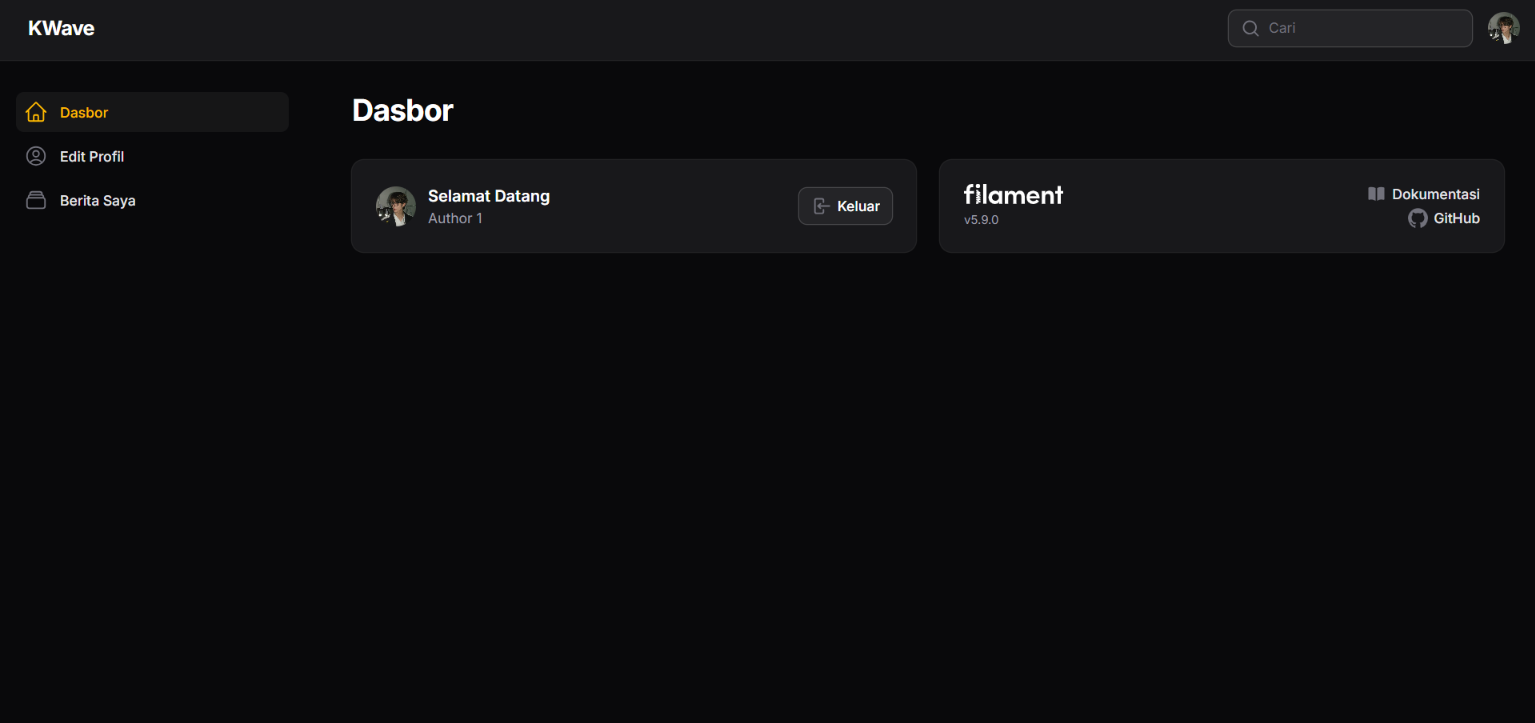 KWave
Cari
Dasbor
Edit Profil
Berita Saya
Dasbor
Selamat Datang
Author 1
Keluar
filament
v5.9.0
Dokumentasi
GitHub